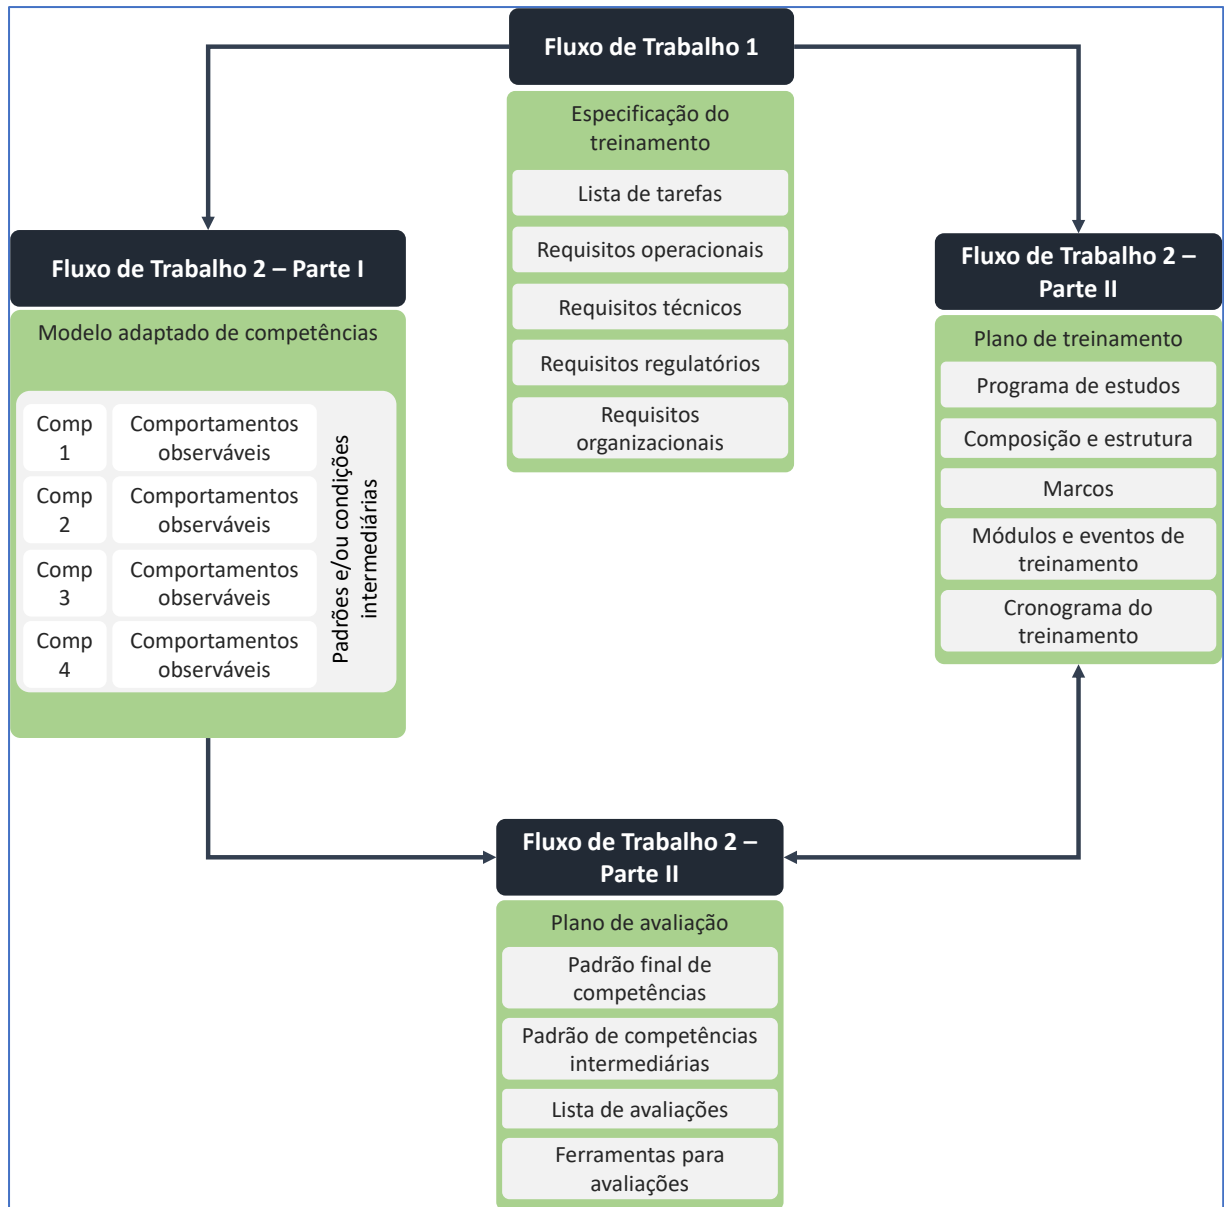 Fluxo de Trabalho 1
Especificação do
treinamento
Lista de tarefas
Requisitos operacionais
Requisitos técnicos
Requisitos regulatórios
Requisitos
organizacionais
Fluxo de Trabalho 2 – Parte I
Modelo adaptado de competências
Comp
1
Comportamentos
observáveis
Comp
2
Comportamentos
observáveis
Comp
3
Comportamentos
observáveis
Comp
4
Comportamentos
observáveis
Padrões e/ou condições
intermediárias
Fluxo de Trabalho 2 –
Parte II
Plano de treinamento
Programa de estudos
Composição e estrutura
Marcos
Módulos e eventos de
treinamento
Cronograma do
treinamento
Fluxo de Trabalho 2 –
Parte II
Plano de avaliação
Padrão final de
competências
Padrão de competências
intermediárias
Lista de avaliações
Ferramentas para
avaliações